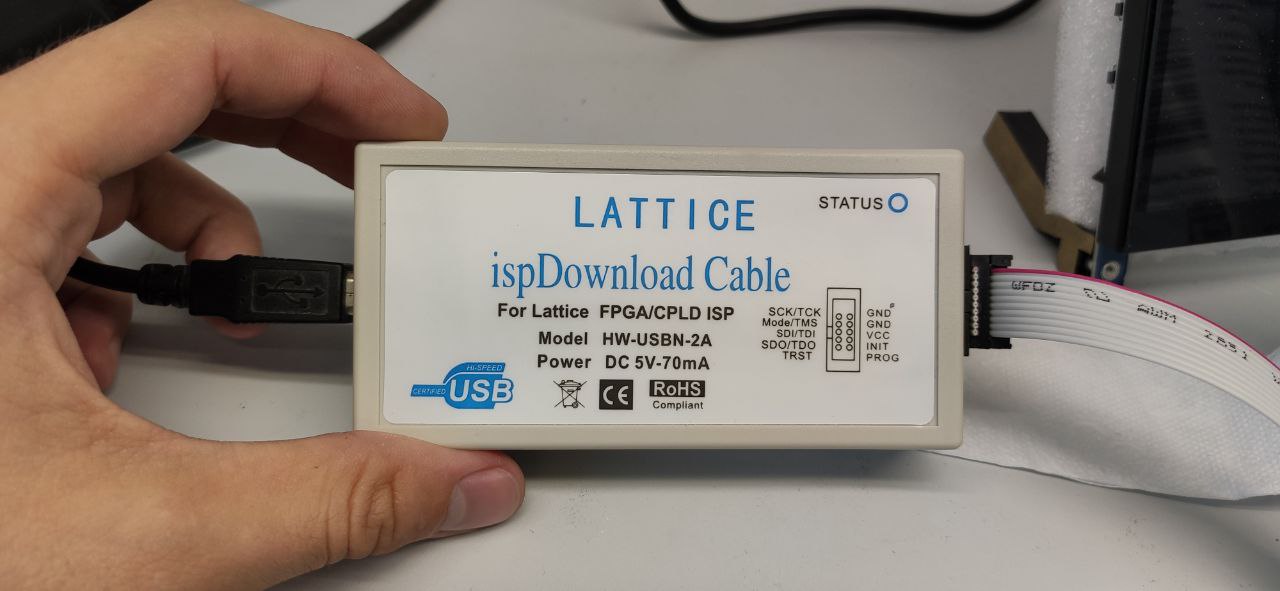 LATTICE
STATUS
ispDownload Cable
For Lattice FPGA/CPLD ISP
Model HW-USBN-2A
Power DC 5V-70mA
SCK/TCK GND
Mode/TMS GND
SDI/TDI VCC
SDO/TDO INIT
TRST PROG
HI-SPEED
CERTIFIED USB
CE
RoHS
Compliant
AWM 2651